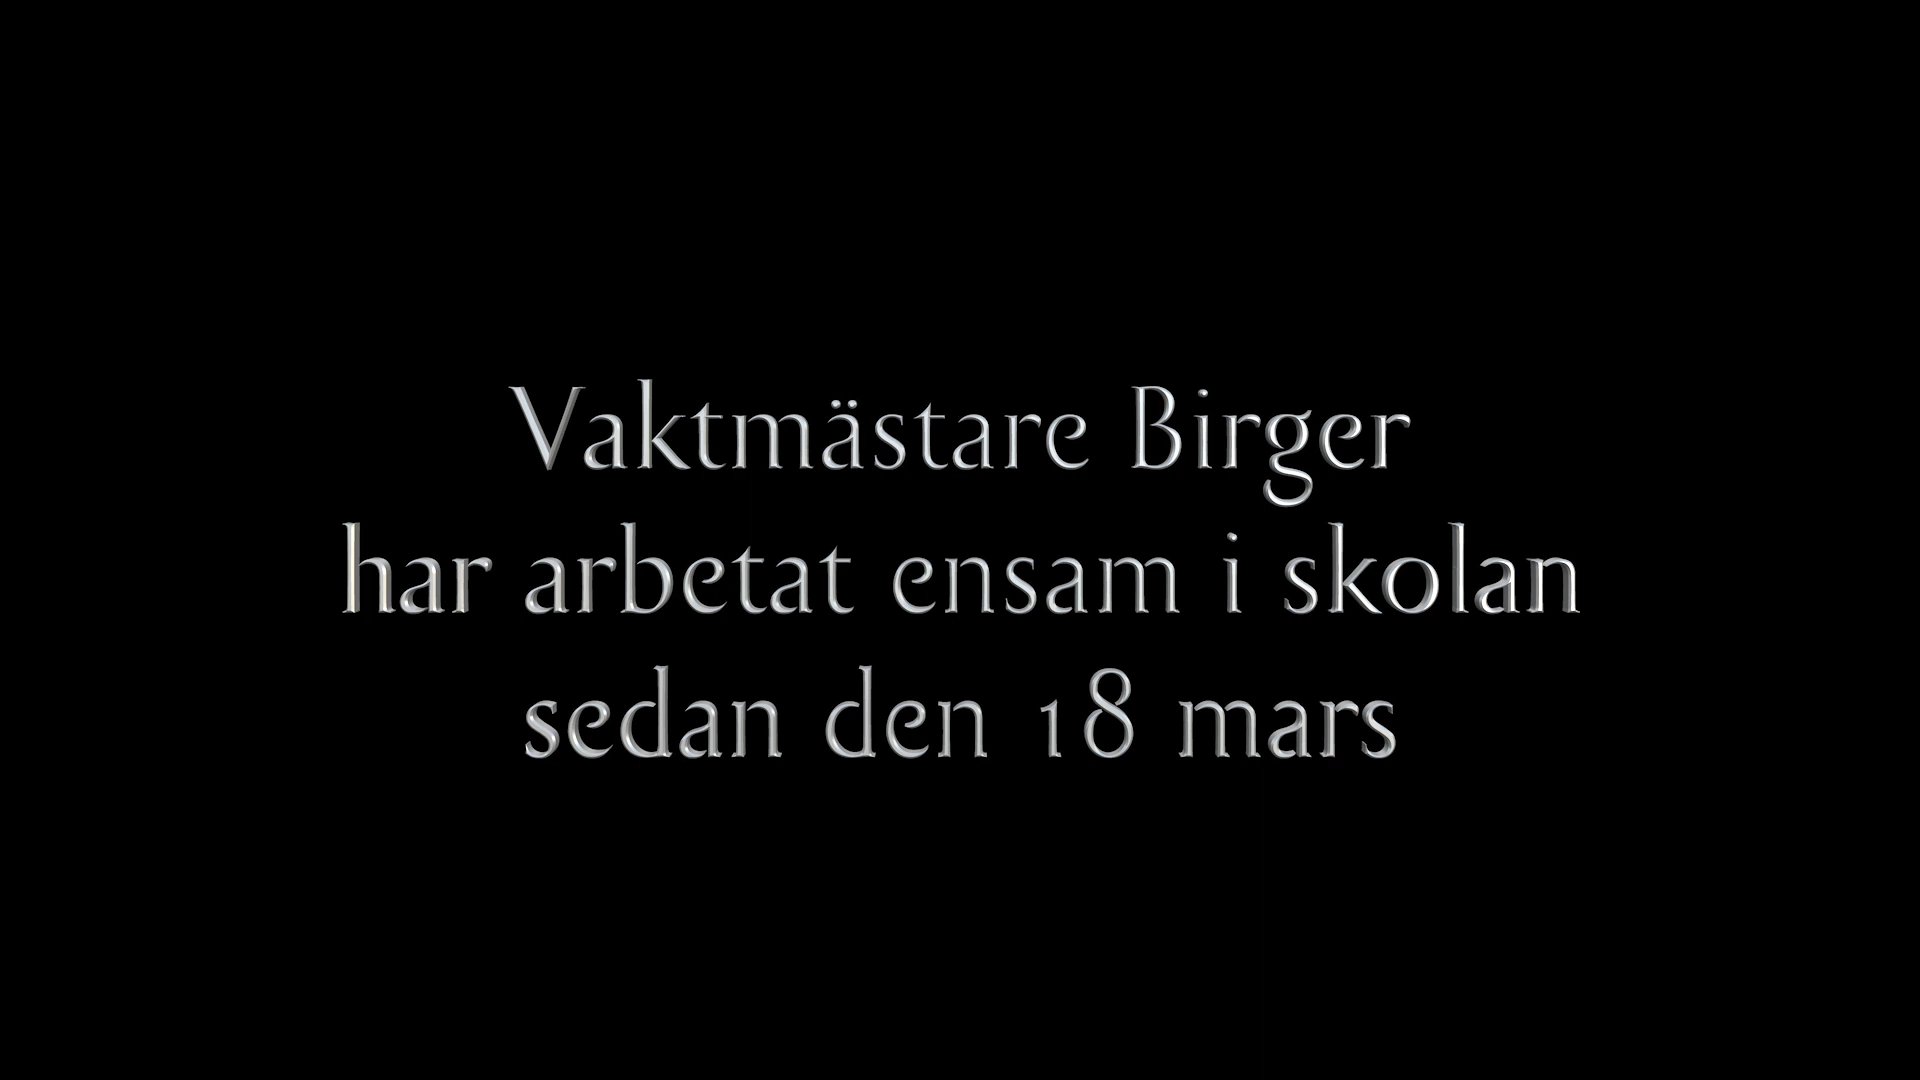 Vaktmästare Birger
har arbetat ensam i skolan
sedan den 18 mars